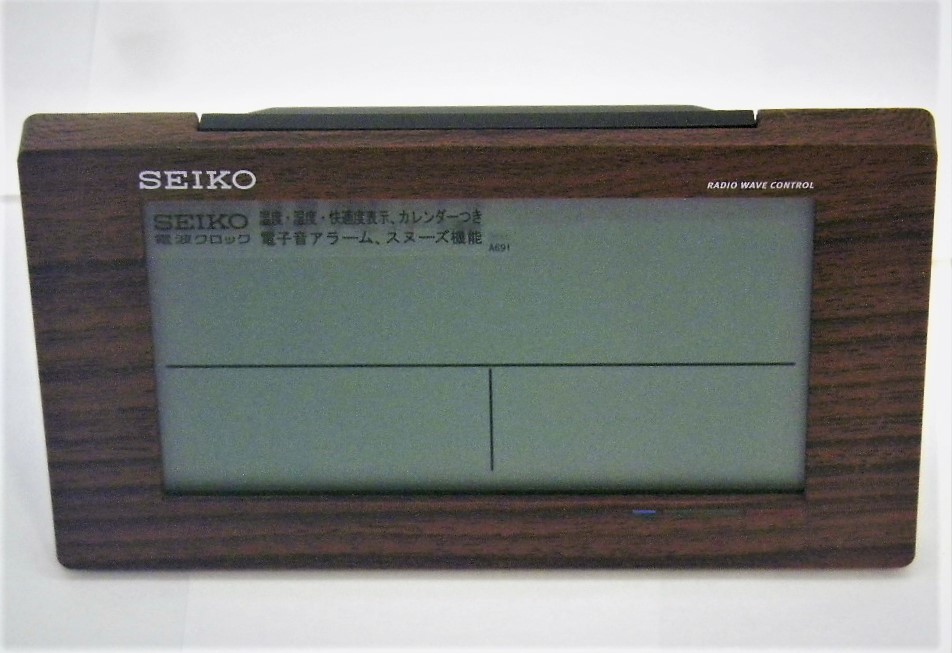 SEIKO
RADIO WAVE CONTROL
SEIKO 温度・湿度・快適度表示、カレンダーつき
電波クロック 電子音アラーム、スヌーズ機能
A691